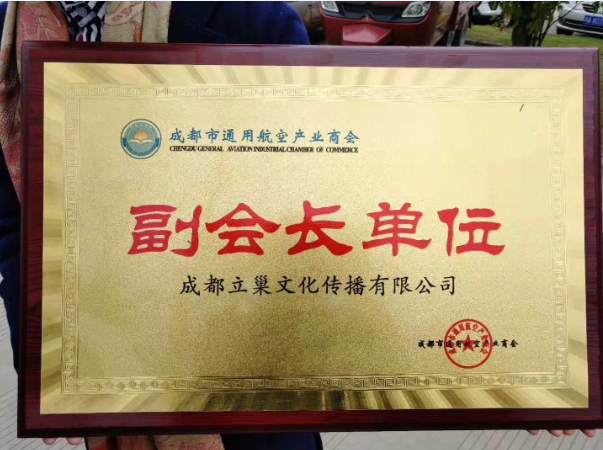 成都市通用航空产业商会
CHENGDU GENERAL AVIATION INDUSTRIAL CHAMBER OF COMMERCE
副会长单位
成都立巢文化传播有限公司
成都市通用航空产业商会